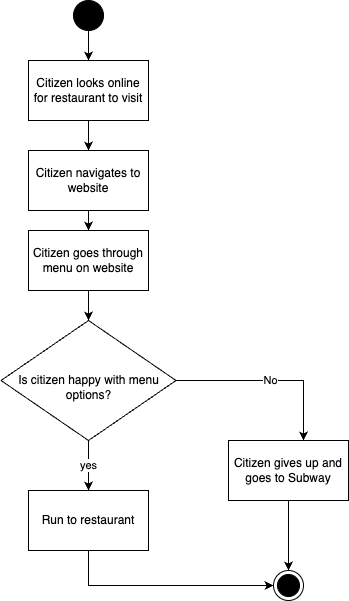 Citizen looks online
for restaurant to visit
Citizen navigates to
website
Citizen goes through
menu on website
Is citizen happy with menu
options?
No
yes
Citizen gives up and
goes to Subway
Run to restaurant